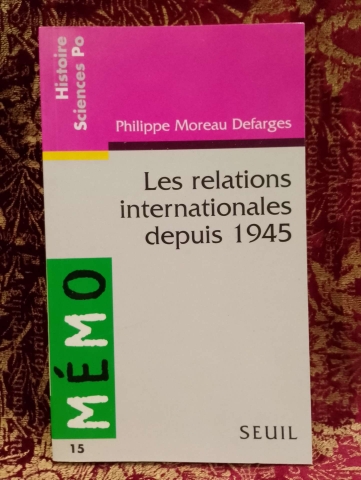 Histoire
Sciences Po
Philippe Moreau Defarges
Les relations
internationales
depuis 1945
MÉMO
15
SEUIL